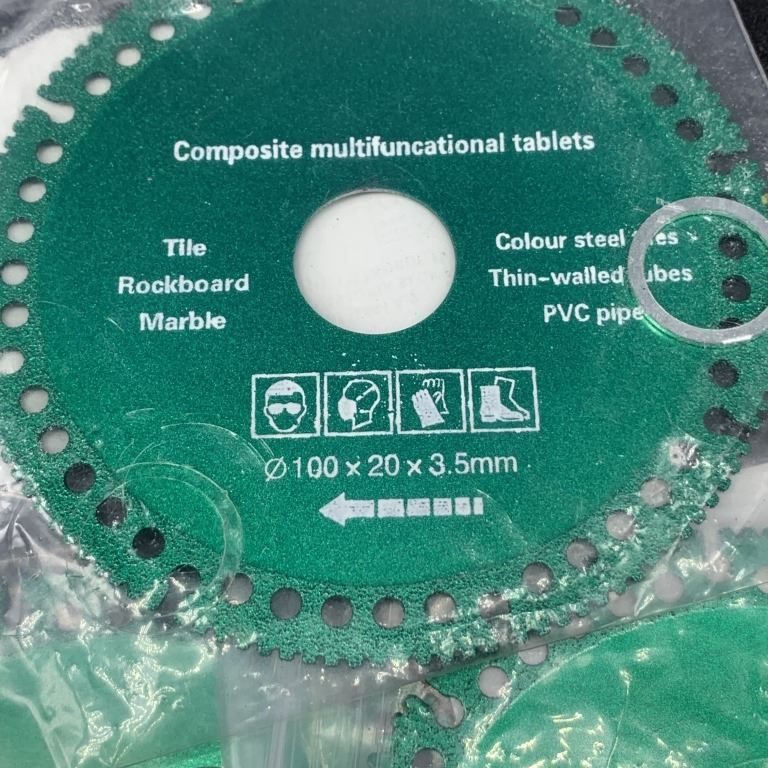 Composite multifuncational tablets
Tile
Rockboard
Marble
Colour steel
Thin-walled
PVC pipe
Ø100 x 20 x 3.5mm